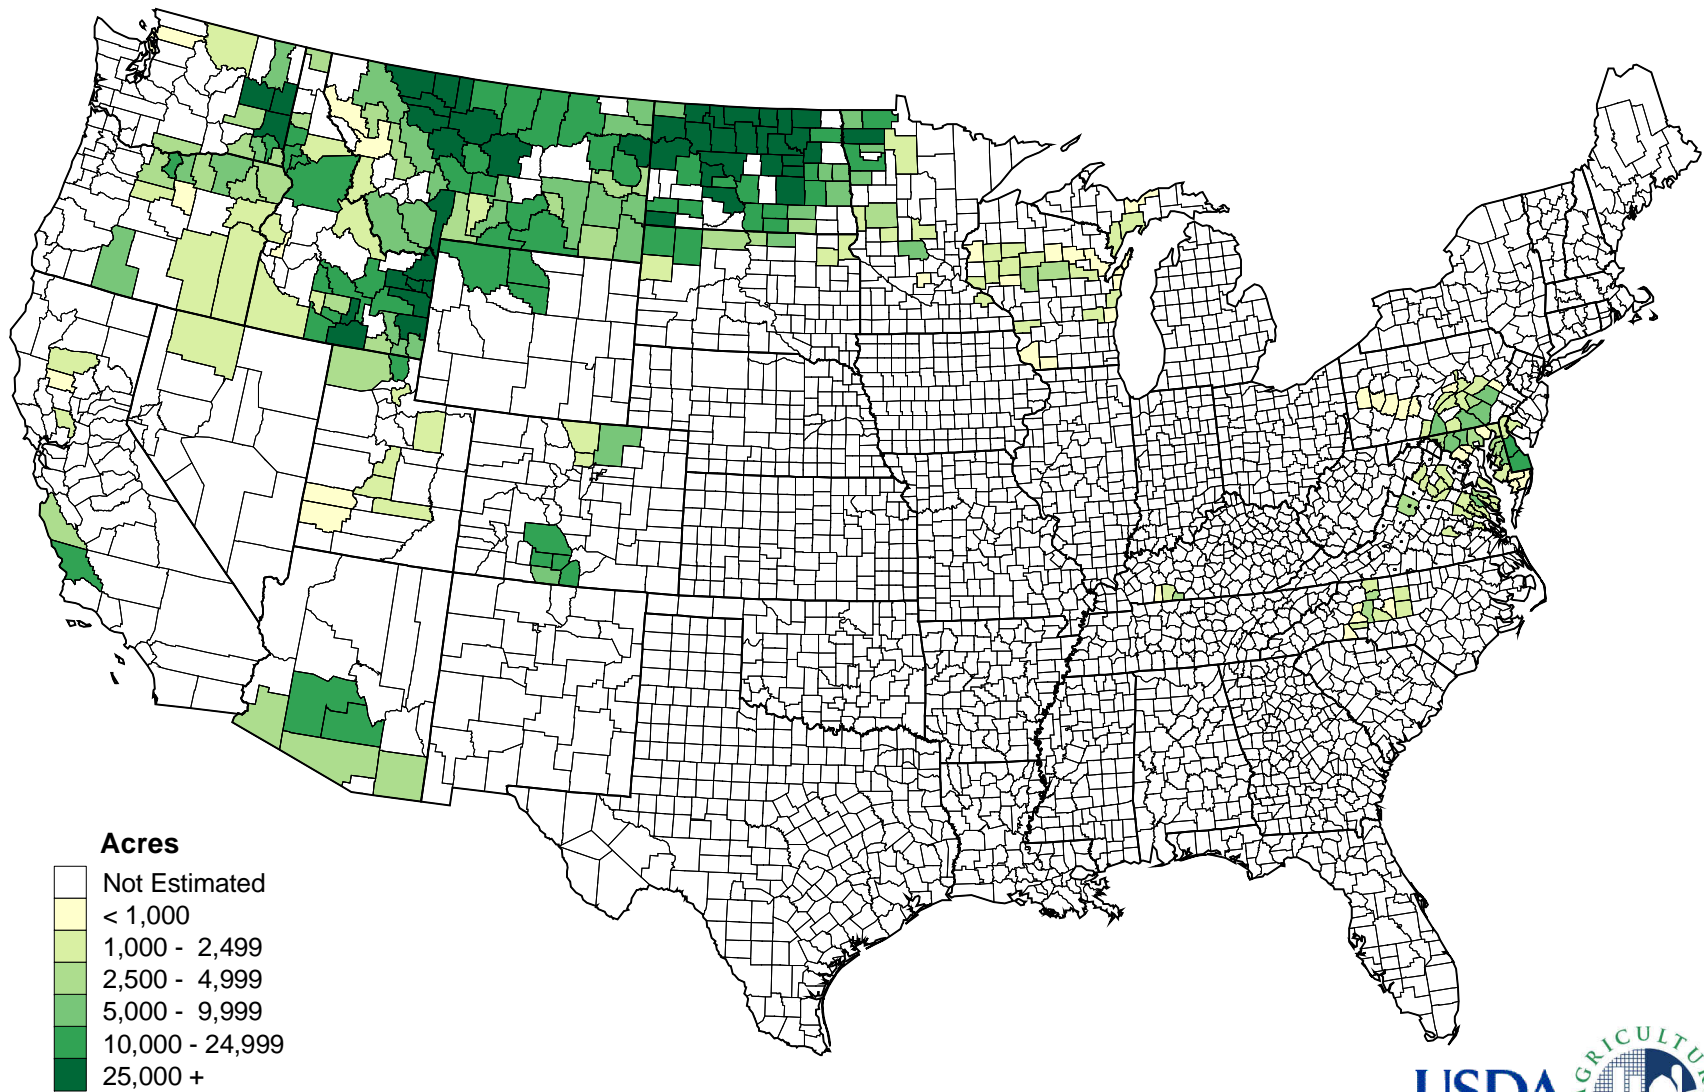 Acres
Not Estimated
< 1,000
1,000 - 2,499
2,500 - 4,999
5,000 - 9,999
10,000 - 24,999
25,000 +
USDA